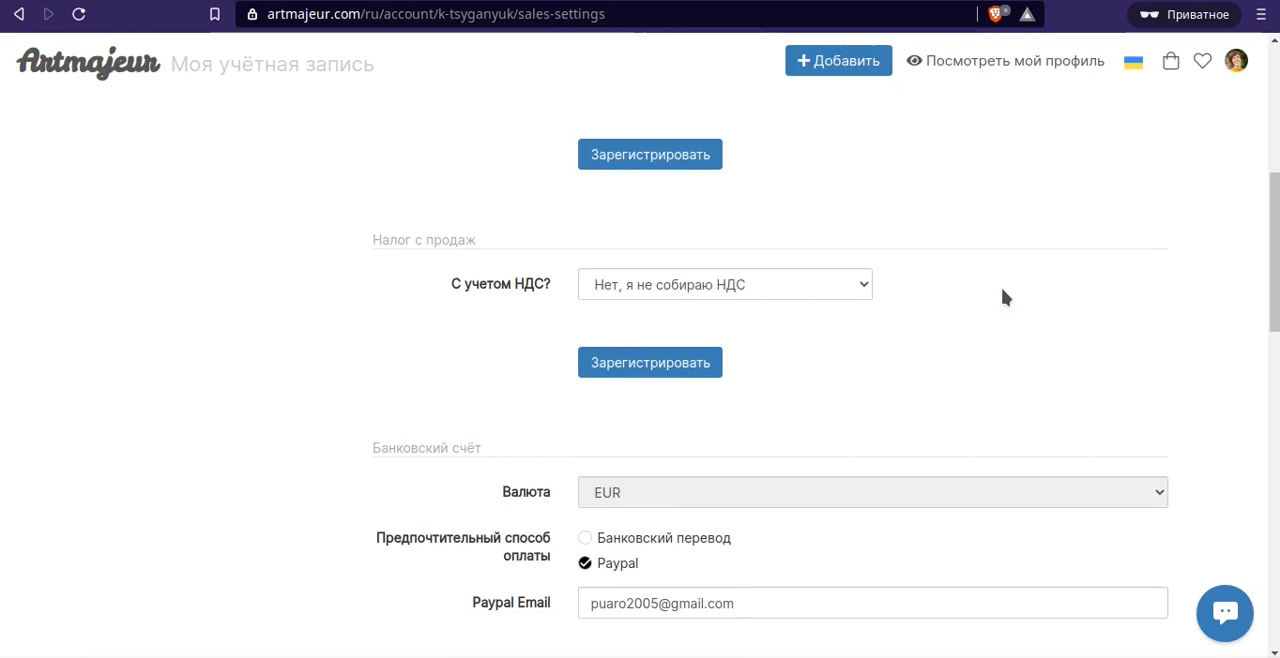 artmajeur.com/ru/account/k-tsyganyuk/sales-settings
Приватное
Artmajeur Моя учётная запись
+ Добавить
Посмотреть мой профиль
Зарегистрировать
Налог с продаж
С учетом НДС?
Нет, я не собираю НДС
Зарегистрировать
Банковский счёт
Валюта
EUR
Предпочтительный способ
оплаты
Банковский перевод
Paypal
Paypal Email
puaro2005@gmail.com